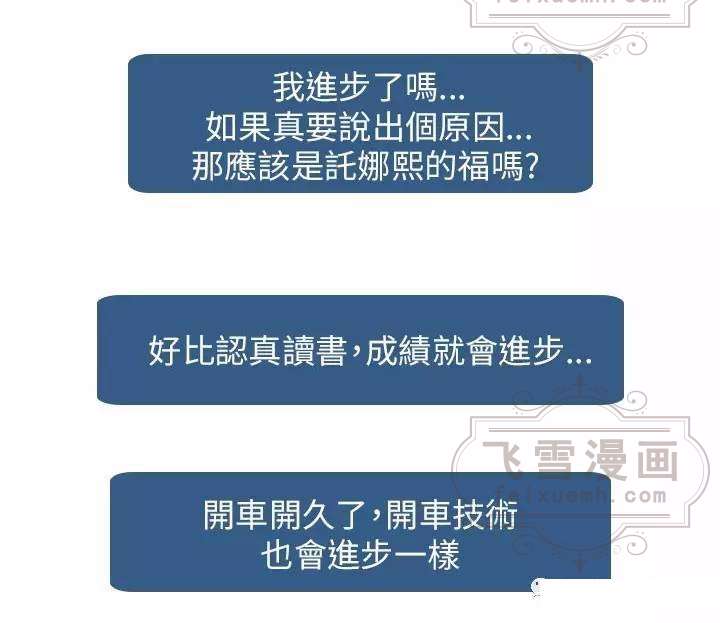 feixuemh.com
我進步了嗎...
如果真要說出個原因...
那應該是託娜熙的福嗎?
好比認真讀書,成績就會進步...
飞雪漫画
feixuemh.com
開車開久了,開車技術
也會進步一樣